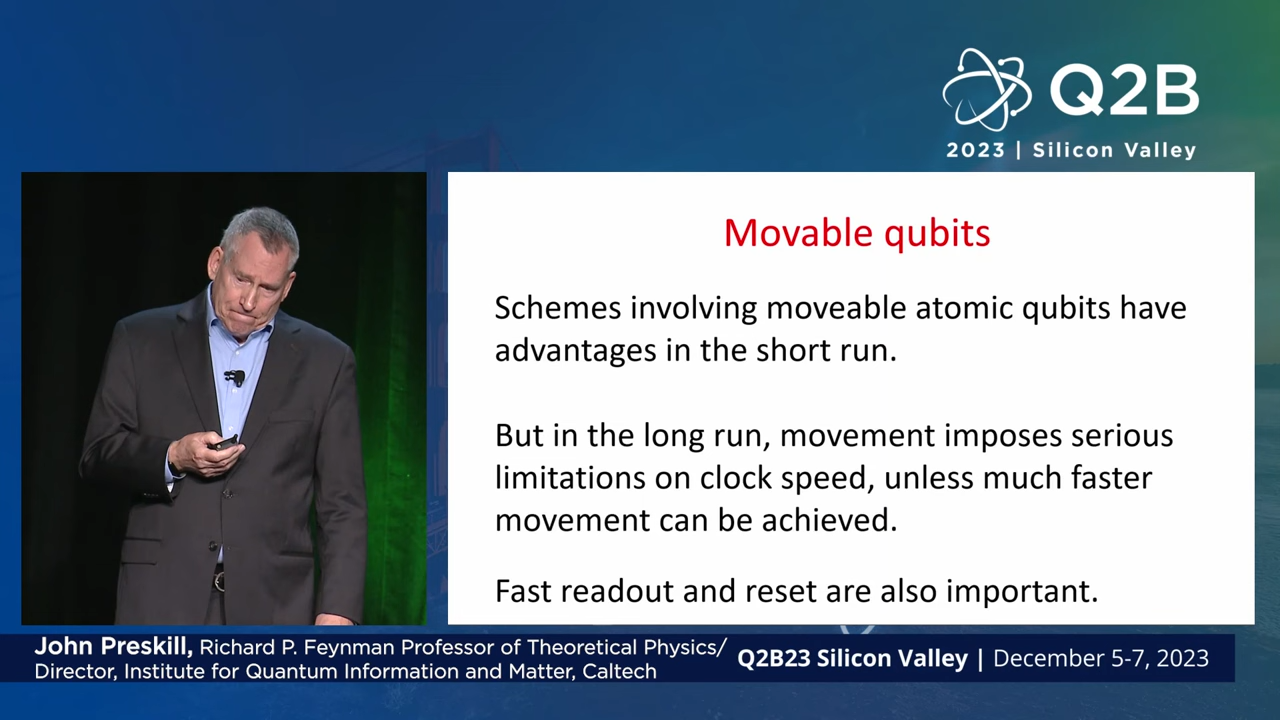 Q2B
2023 | Silicon Valley
Movable qubits
Schemes involving moveable atomic qubits have
advantages in the short run.
But in the long run, movement imposes serious
limitations on clock speed, unless much faster
movement can be achieved.
Fast readout and reset are also important.
John Preskill, Richard P. Feynman Professor of Theoretical Physics/
Director, Institute for Quantum Information and Matter, Caltech
Q2B23 Silicon Valley | December 5-7, 2023